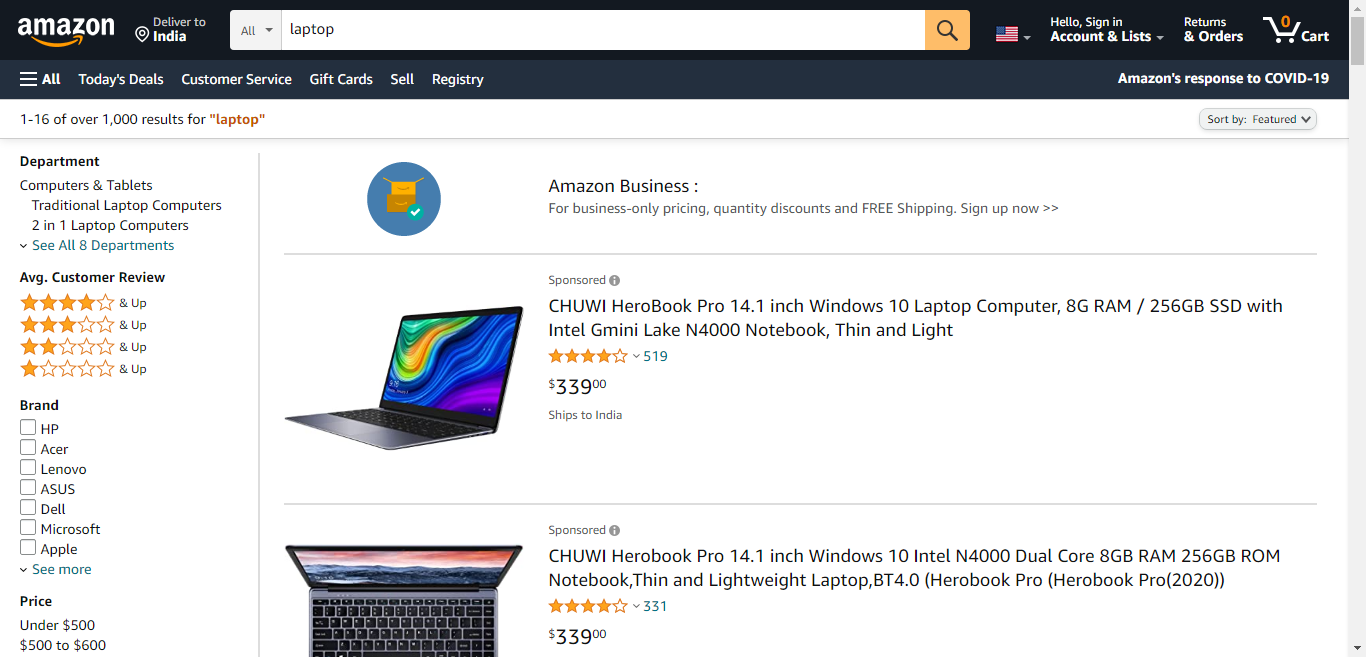 amazon
Deliver to
India
All
laptop
Hello, Sign in
Account & Lists
Returns
& Orders
0
Cart
All
Today's Deals
Customer Service
Gift Cards
Sell
Registry
Amazon's response to COVID-19
1-16 of over 1,000 results for "laptop"
Sort by: Featured
Department
Computers & Tablets
Traditional Laptop Computers
2 in 1 Laptop Computers
See All 8 Departments
Avg. Customer Review
& Up
& Up
& Up
& Up
Brand
HP
Acer
Lenovo
ASUS
Dell
Microsoft
Apple
See more
Price
Under $500
$500 to $600
Amazon Business :
For business-only pricing, quantity discounts and FREE Shipping. Sign up now >>
Sponsored
CHUWI HeroBook Pro 14.1 inch Windows 10 Laptop Computer, 8G RAM / 256GB SSD with
Intel Gmini Lake N4000 Notebook, Thin and Light
519
$33900
Ships to India
Sponsored
CHUWI Herobook Pro 14.1 inch Windows 10 Intel N4000 Dual Core 8GB RAM 256GB ROM
Notebook,Thin and Lightweight Laptop,BT4.0 (Herobook Pro (Herobook Pro(2020))
331
$33900